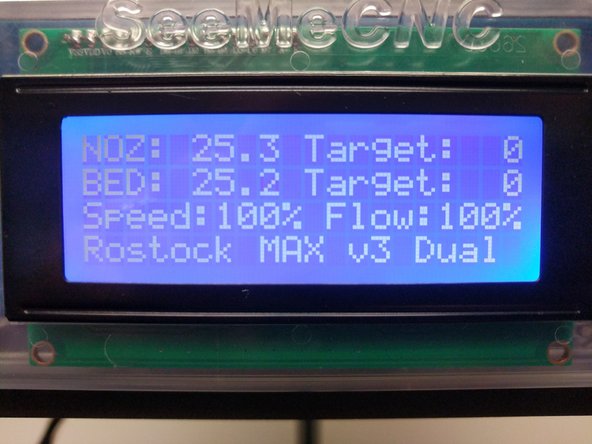 SeeMeCNC
NOZ: 25.3 Target: 0
BED: 25.2 Target: 0
Speed:100% Flow:100%
Rostock MAX v3 Dual